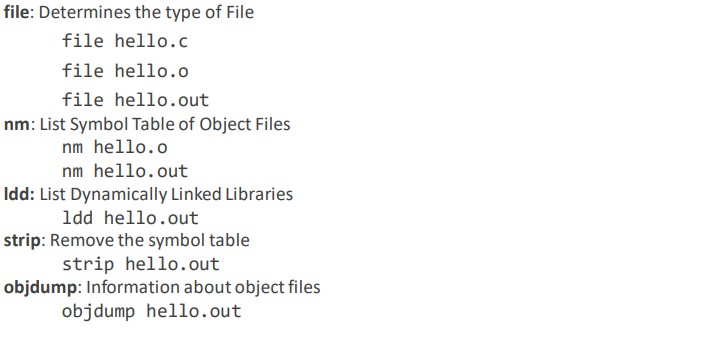 file: Determines the type of File
file hello.c
file hello.o
file hello.out
nm: List Symbol Table of Object Files
nm hello.o
nm hello.out
ldd: List Dynamically Linked Libraries
ldd hello.out
strip: Remove the symbol table
strip hello.out
objdump: Information about object files
objdump hello.out